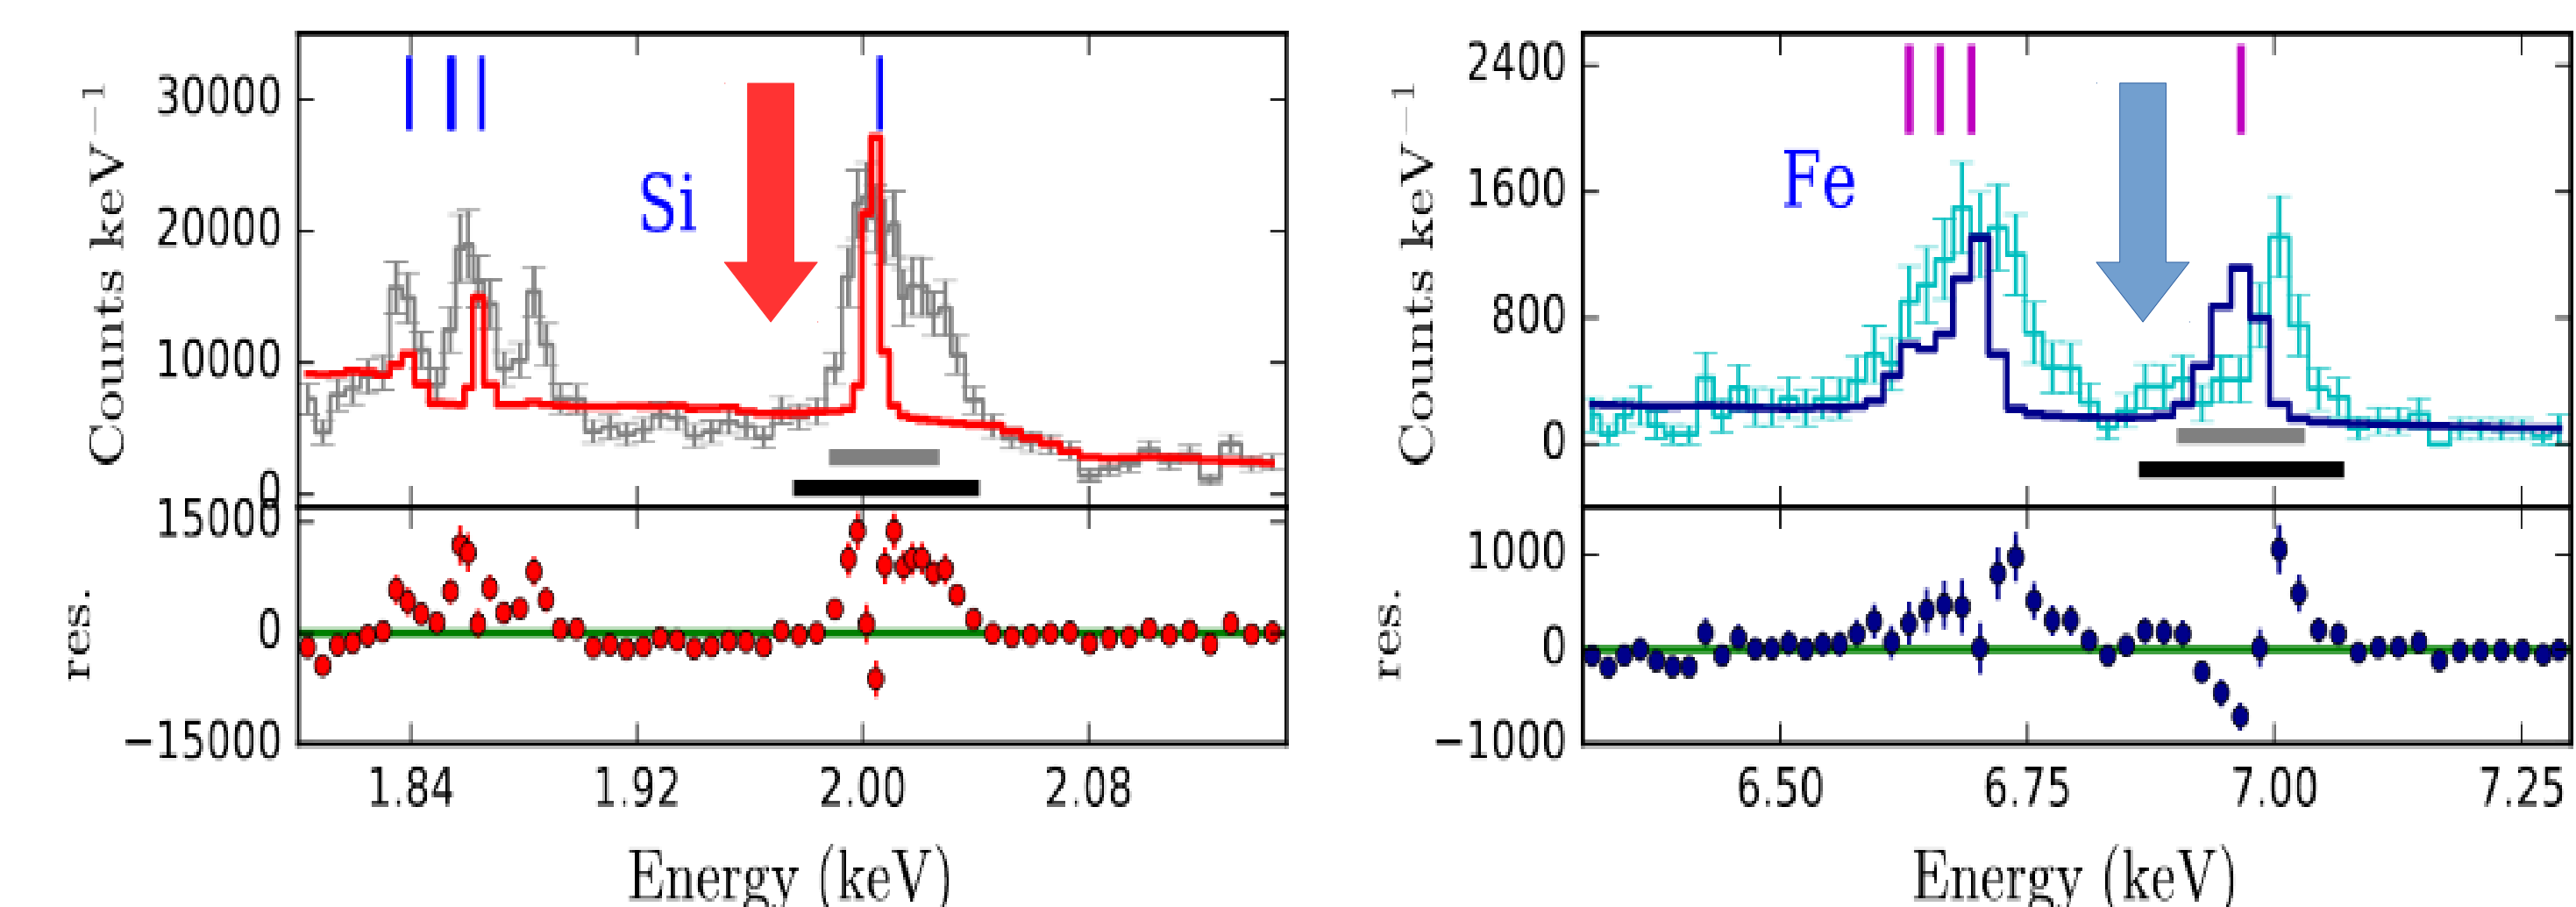 Counts keV−1
30000
20000
10000
0
Si
res.
15000
0
−15000
1.84 1.92 2.00 2.08
Energy (keV)
Counts keV−1
2400
1600
800
0
Fe
res.
1000
0
−1000
6.50 6.75 7.00 7.25
Energy (keV)